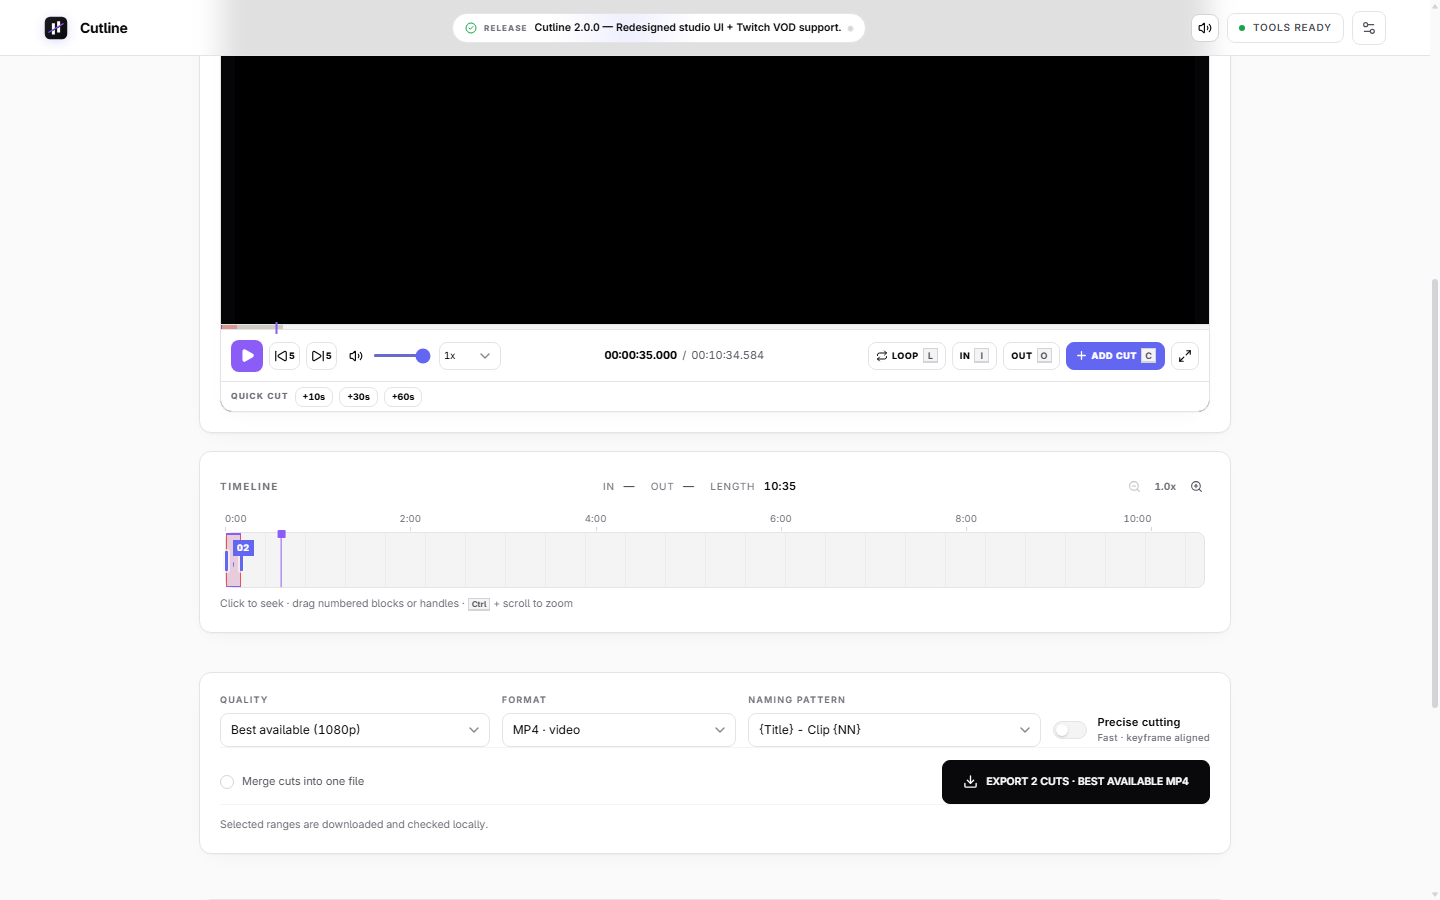 Cutline
RELEASE Cutline 2.0.0 — Redesigned studio UI + Twitch VOD support.
TOOLS READY
5 5 1x 00:00:35.000 / 00:10:34.584 LOOP L IN I OUT O + ADD CUT C
QUICK CUT +10s +30s +60s
TIMELINE IN — OUT — LENGTH 10:35 1.0x
0:00 2:00 4:00 6:00 8:00 10:00
02
Click to seek · drag numbered blocks or handles · Ctrl + scroll to zoom
QUALITY FORMAT NAMING PATTERN
Best available (1080p) MP4 · video {Title} - Clip {NN} Precise cutting
Fast · keyframe aligned
Merge cuts into one file EXPORT 2 CUTS · BEST AVAILABLE MP4
Selected ranges are downloaded and checked locally.